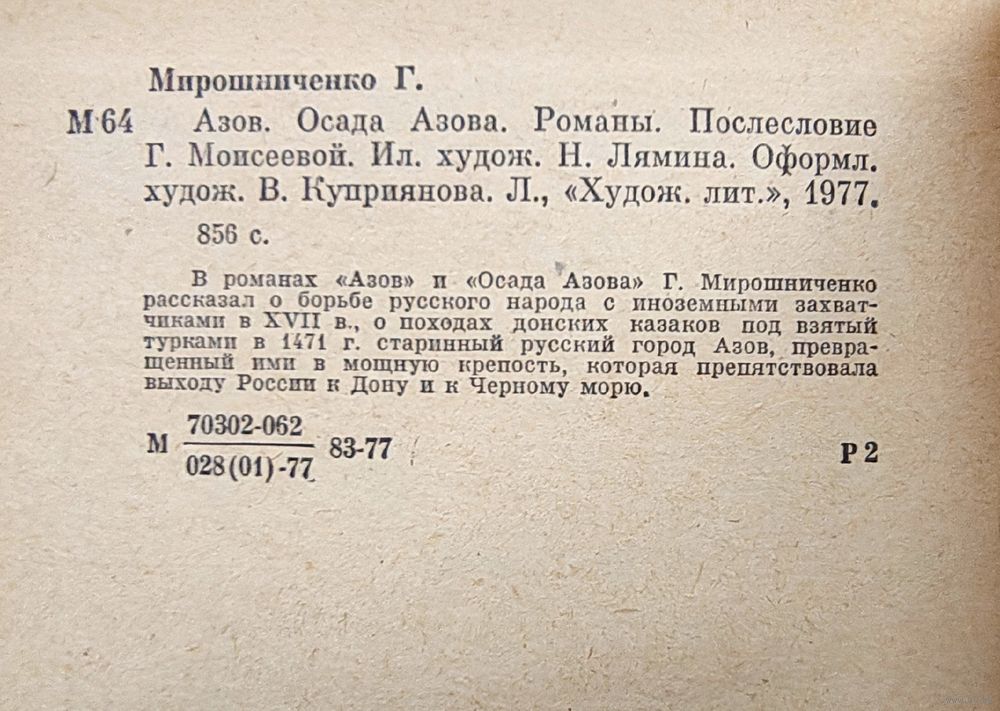 Мирошниченко Г.
М 64 Азов. Осада Азова. Романы. Послесловие
Г. Моисеевой. Ил. худож. Н. Лямина. Оформл.
худож. В. Куприянова. Л., «Худож. лит.», 1977.
856 с.
В романах «Азов» и «Осада Азова» Г. Мирошниченко
рассказал о борьбе русского народа с иноземными захват-
чиками в XVII в., о походах донских казаков под взятый
турками в 1471 г. старинный русский город Азов, превра-
щенный ими в мощную крепость, которая препятствовала
выходу России к Дону и к Черному морю.
М 70302-062
028(01)-77 83-77
Р 2